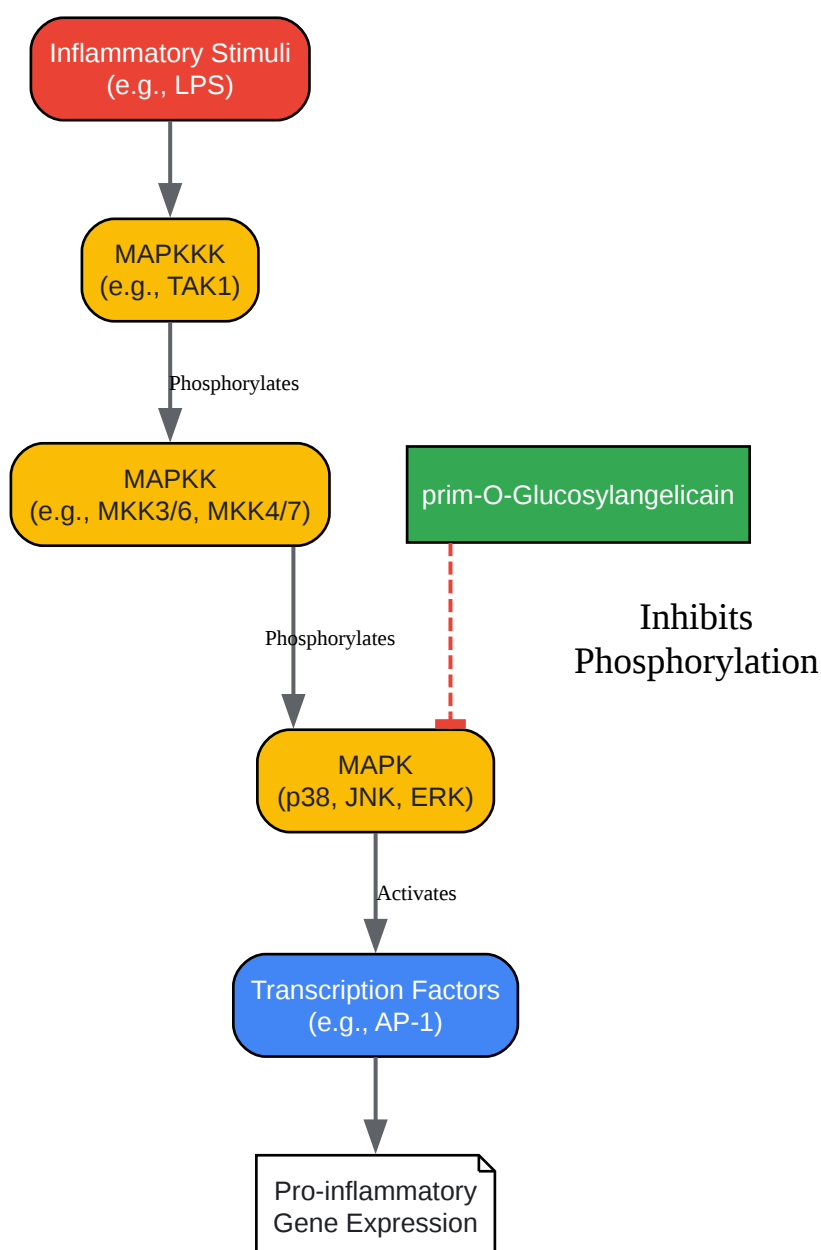 Inflammatory Stimuli
(e.g., LPS)
MAPKKK
(e.g., TAK1)
Phosphorylates
MAPKK
(e.g., MKK3/6, MKK4/7)
prim-O-Glucosylangelicain
Phosphorylates
Inhibits
Phosphorylation
MAPK
(p38, JNK, ERK)
Activates
Transcription Factors
(e.g., AP-1)
Pro-inflammatory
Gene Expression